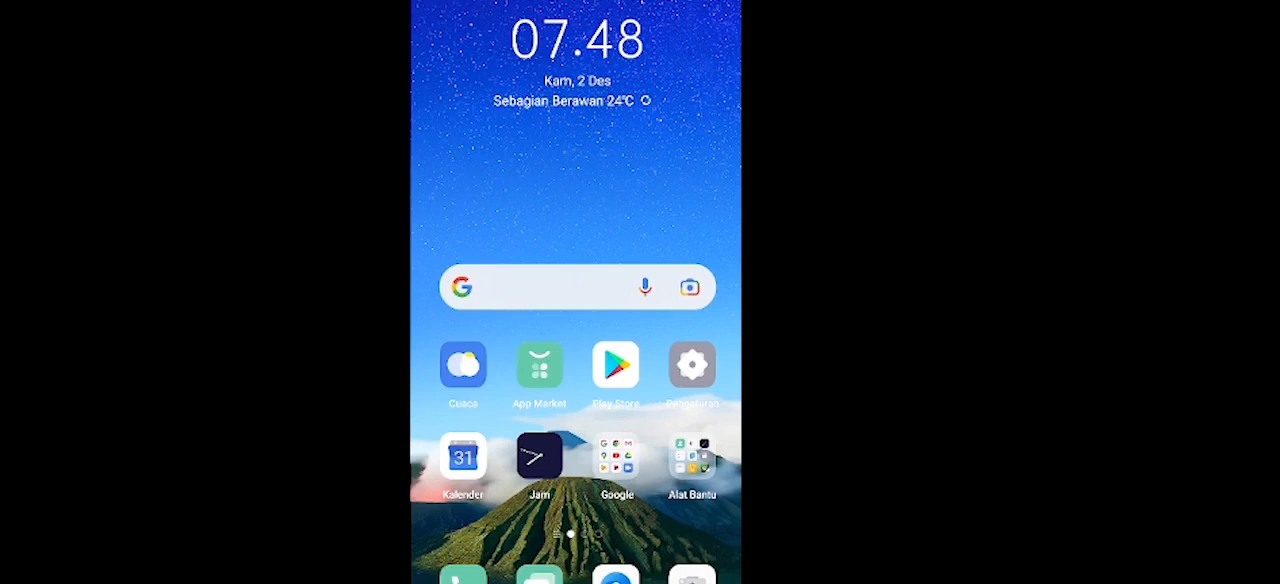 07.48
Kam, 2 Des
Sebagian Berawan 24°C
Cuaca
App Market
Play Store
Pengaturan
31
Kalender
Jam
Google
Alat Bantu